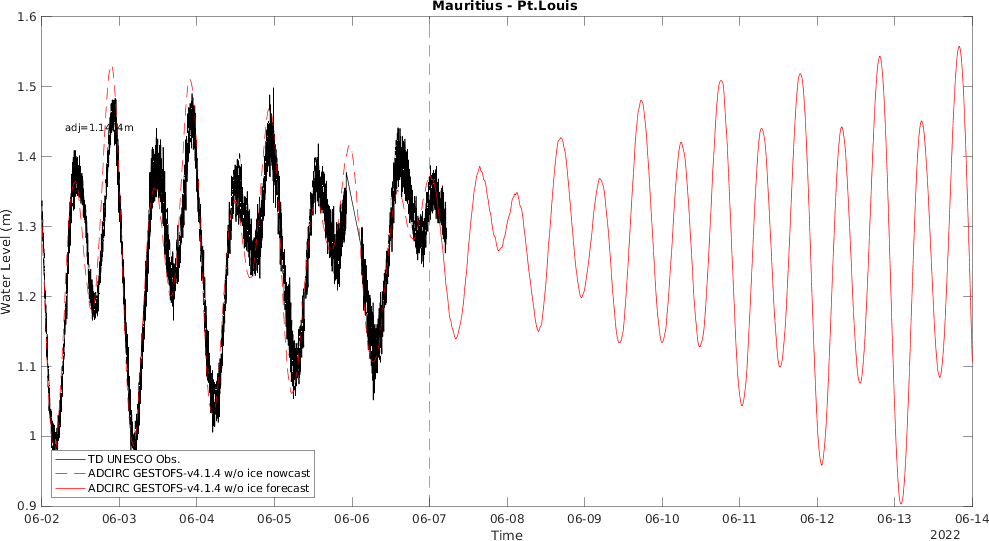 Mauritius - Pt.Louis
Water Level (m)
1.6
1.5
1.4
1.3
1.2
1.1
1
0.9
TD UNESCO Obs.
ADCIRC GESTOFS-v4.1.4 w/o ice nowcast
ADCIRC GESTOFS-v4.1.4 w/o ice forecast
06-02 06-03 06-04 06-05 06-06 06-07 06-08 06-09 06-10 06-11 06-12 06-13 06-14
Time
2022